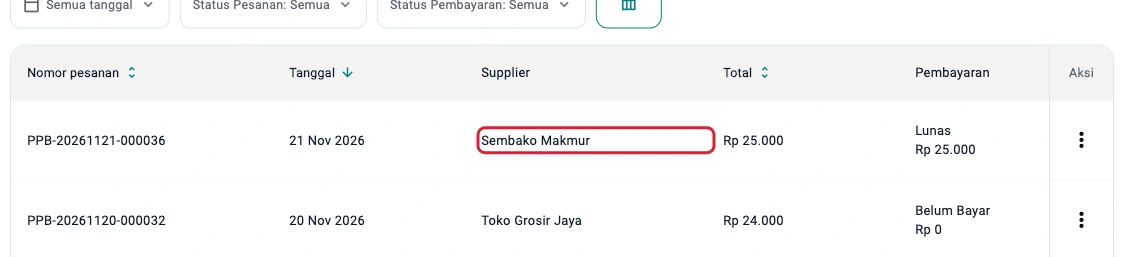 Semua tanggal Status Pesanan: Semua Status Pembayaran: Semua
Nomor pesanan Tanggal Supplier Total Pembayaran Aksi
PPB-20261121-000036 21 Nov 2026 Sembako Makmur Rp 25.000 Lunas
Rp 25.000
PPB-20261120-000032 20 Nov 2026 Toko Grosir Jaya Rp 24.000 Belum Bayar
Rp 0